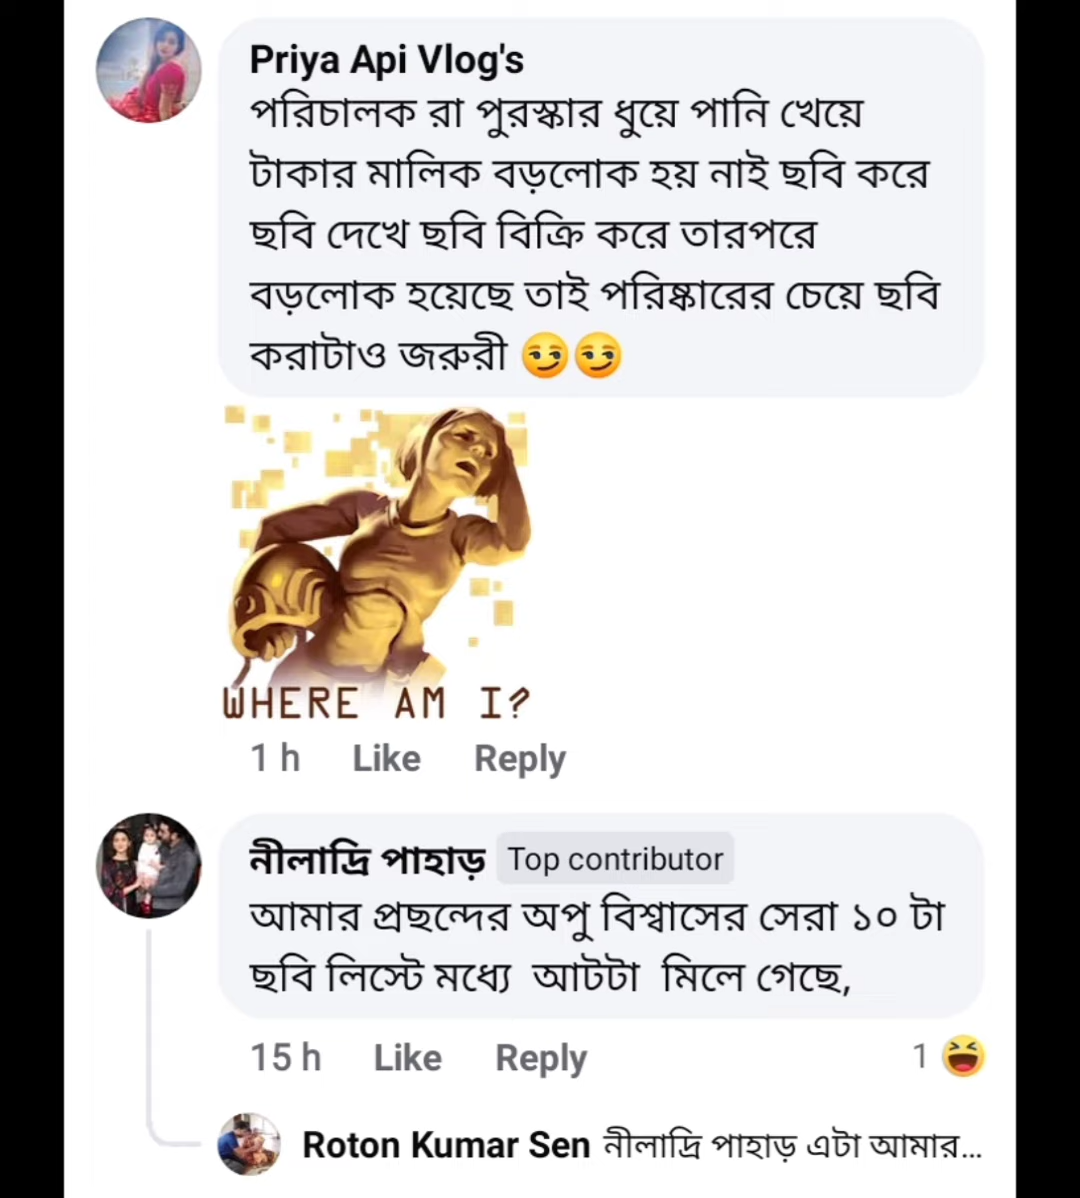 Priya Api Vlog's
পরিচালক রা পুরস্কার ধুয়ে পানি খেয়ে
টাকার মালিক বড়লোক হয় নাই ছবি করে
ছবি দেখে ছবি বিক্রি করে তারপরে
বড়লোক হয়েছে তাই পরিষ্কারের চেয়ে ছবি
করাটাও জরুরী 😏😏
WHERE AM I?
1 h Like Reply
নীলাদ্রি পাহাড় Top contributor
আমার প্রছন্দের অপু বিশ্বাসের সেরা ১০ টা
ছবি লিস্টে মধ্যে আটটা মিলে গেছে,
15 h Like Reply 1 😆
Roton Kumar Sen নীলাদ্রি পাহাড় এটা আমার...